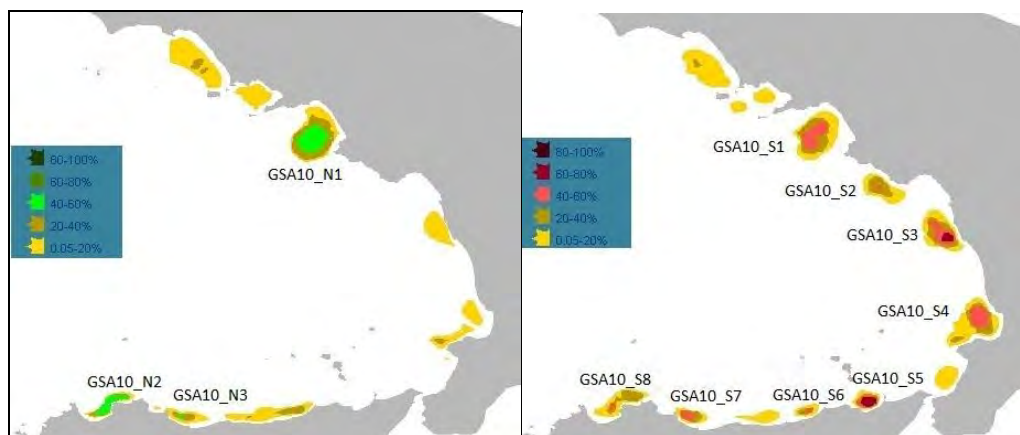 80-100%
60-80%
40-60%
20-40%
0.05-20%
GSA10_N1
GSA10_N2
GSA10_N3
80-100%
60-80%
40-60%
20-40%
0.05-20%
GSA10_S1
GSA10_S2
GSA10_S3
GSA10_S4
GSA10_S5
GSA10_S6
GSA10_S7
GSA10_S8